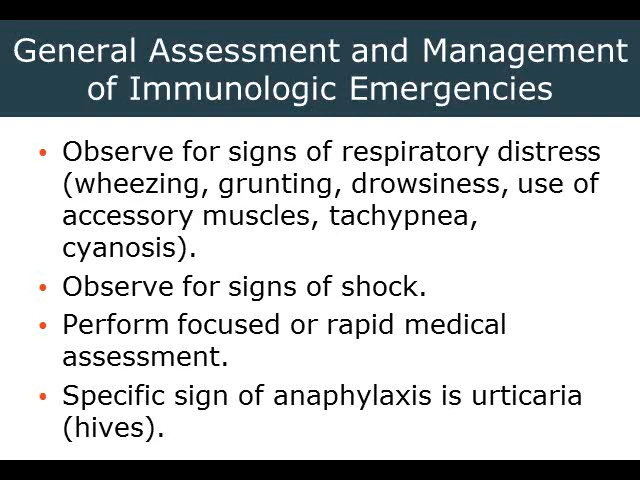 General Assessment and Management
of Immunologic Emergencies
• Observe for signs of respiratory distress
(wheezing, grunting, drowsiness, use of
accessory muscles, tachypnea,
cyanosis).
• Observe for signs of shock.
• Perform focused or rapid medical
assessment.
• Specific sign of anaphylaxis is urticaria
(hives).